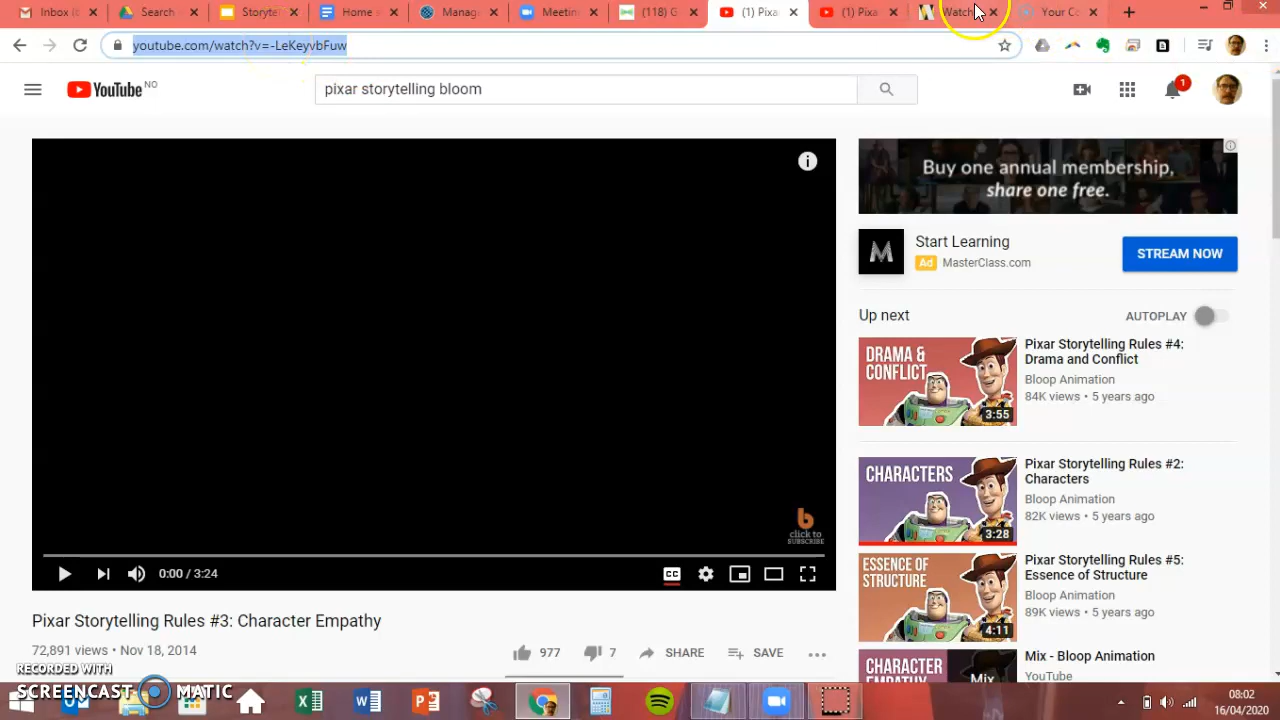 Inbox (
Search
Storyte
Home s
Manag
Meetin
(118) G
(1) Pixa
(1) Pixa
Watch
Your C
youtube.com/watch?v=-LeKeyvbFuw
YouTube NO
pixar storytelling bloom
1
i
Buy one annual membership,
share one free.
M
Start Learning
Ad MasterClass.com
STREAM NOW
Up next
AUTOPLAY
DRAMA &
CONFLICT
3:55
Pixar Storytelling Rules #4:
Drama and Conflict
Bloop Animation
84K views • 5 years ago
CHARACTERS
3:28
Pixar Storytelling Rules #2:
Characters
Bloop Animation
82K views • 5 years ago
ESSENCE OF
STRUCTURE
4:11
Pixar Storytelling Rules #5:
Essence of Structure
Bloop Animation
89K views • 5 years ago
CHARACTER
EMPATHY
Mix
Mix - Bloop Animation
YouTube
b
click to
SUBSCRIBE
0:00 / 3:24
CC
Pixar Storytelling Rules #3: Character Empathy
72,891 views • Nov 18, 2014
977
7
SHARE
SAVE
RECORDED WITH
SCREENCAST MATIC
08:02
16/04/2020